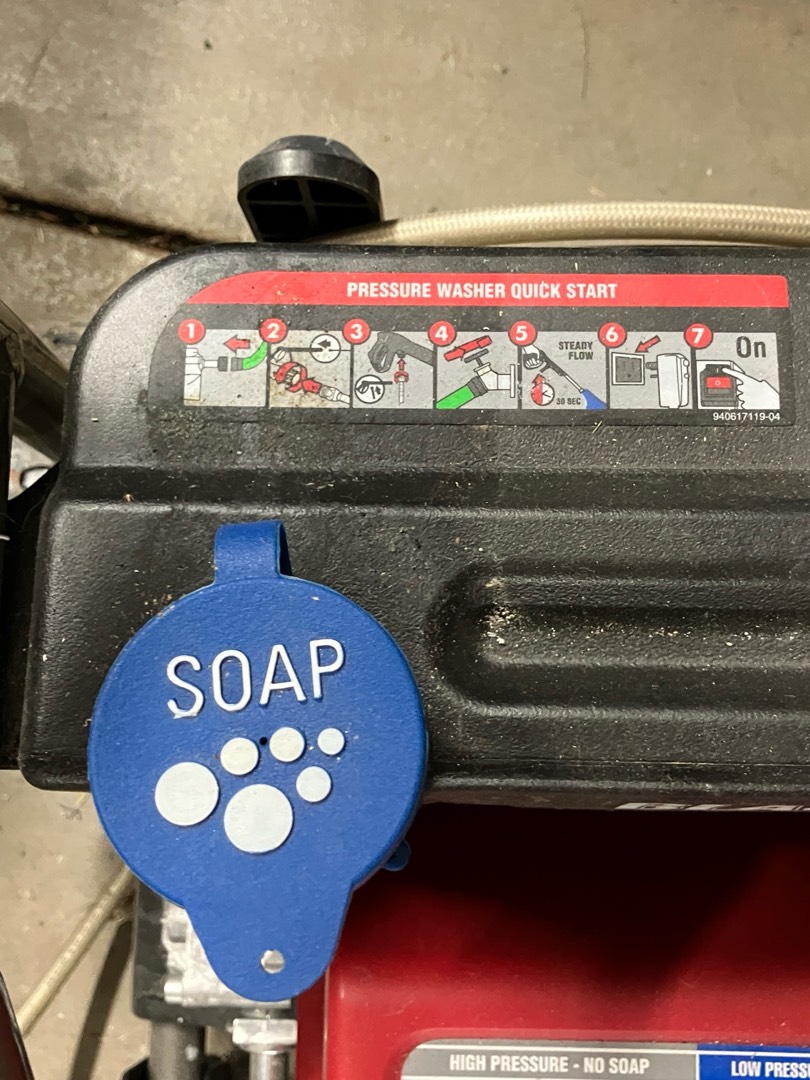 PRESSURE WASHER QUICK START
1 2 3 4 5 6 7
STEADY
FLOW
On
30 SEC
940617119-04
SOAP
HIGH PRESSURE - NO SOAP
LOW